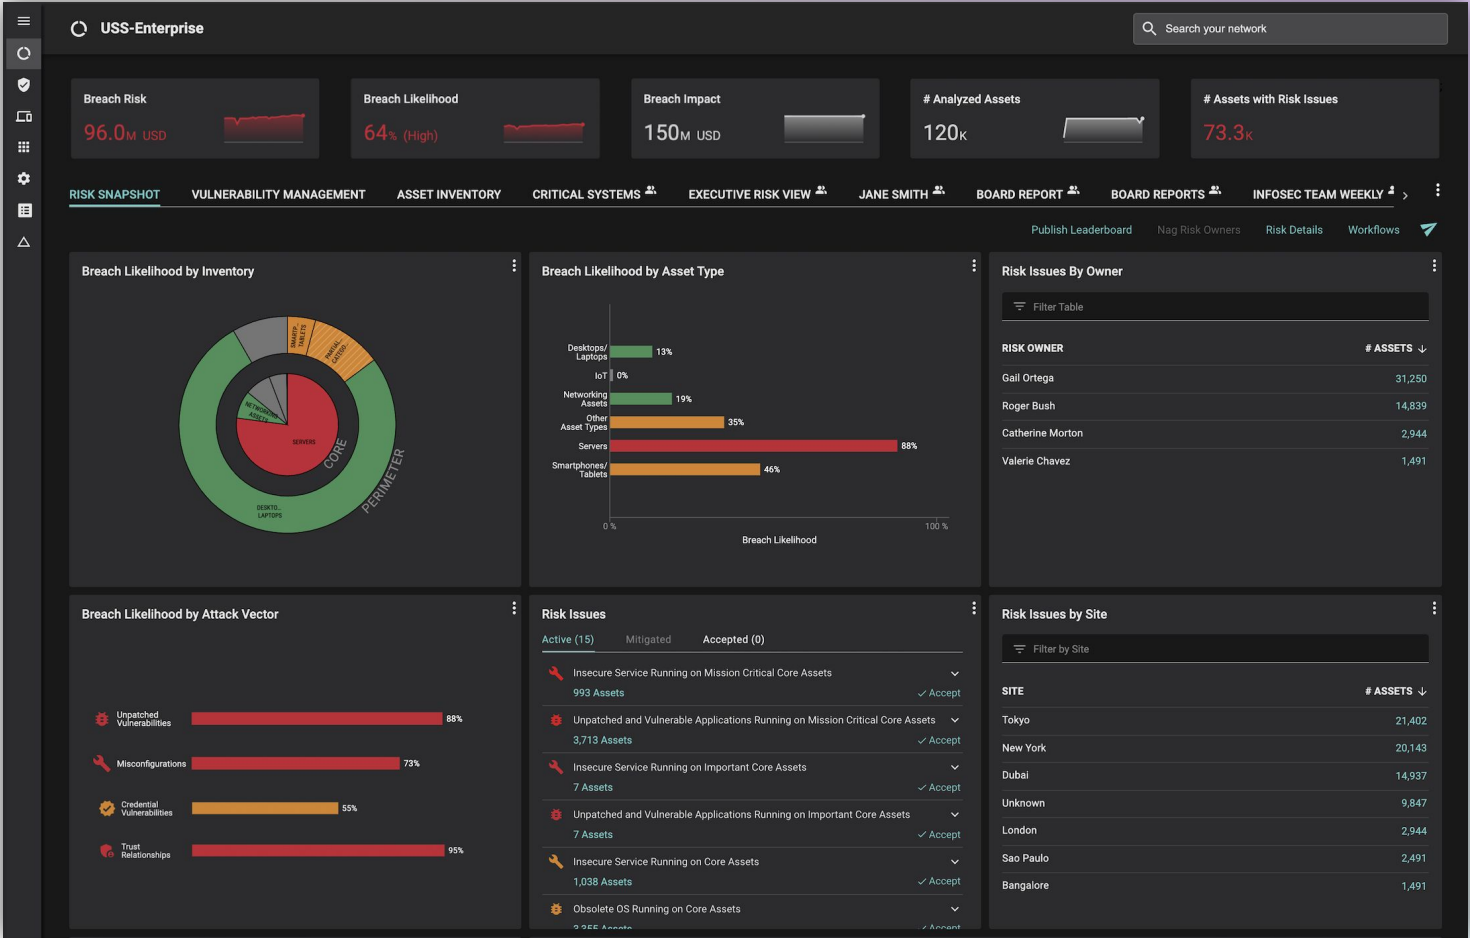 USS-Enterprise
Search your network
Breach Risk
96.0M USD
Breach Likelihood
64% (High)
Breach Impact
150M USD
# Analyzed Assets
120K
# Assets with Risk Issues
73.3K
RISK SNAPSHOT
VULNERABILITY MANAGEMENT
ASSET INVENTORY
CRITICAL SYSTEMS
EXECUTIVE RISK VIEW
JANE SMITH
BOARD REPORT
BOARD REPORTS
INFOSEC TEAM WEEKLY
Publish Leaderboard
Nag Risk Owners
Risk Details
Workflows
Breach Likelihood by Inventory
SMARTP...
TABLETS
PARTIAL...
CATEGO...
NETWORKING
ASSETS
SERVERS
CORE
PERIMETER
DESKTO...
LAPTOPS
Breach Likelihood by Asset Type
Desktops/
Laptops
13%
IoT
0%
Networking
Assets
19%
Other
Asset Types
35%
Servers
88%
Smartphones/
Tablets
46%
0 %
100 %
Breach Likelihood
Risk Issues By Owner
Filter Table
RISK OWNER
# ASSETS
Gail Ortega
31,250
Roger Bush
14,839
Catherine Morton
2,944
Valerie Chavez
1,491
Breach Likelihood by Attack Vector
Unpatched
Vulnerabilities
88%
Misconfigurations
73%
Credential
Vulnerabilities
55%
Trust
Relationships
95%
Risk Issues
Active (15)
Mitigated
Accepted (0)
Insecure Service Running on Mission Critical Core Assets
993 Assets
Accept
Unpatched and Vulnerable Applications Running on Mission Critical Core Assets
3,713 Assets
Accept
Insecure Service Running on Important Core Assets
7 Assets
Accept
Unpatched and Vulnerable Applications Running on Important Core Assets
7 Assets
Accept
Insecure Service Running on Core Assets
1,038 Assets
Accept
Obsolete OS Running on Core Assets
3,355 Assets
Accept
Risk Issues by Site
Filter by Site
SITE
# ASSETS
Tokyo
21,402
New York
20,143
Dubai
14,937
Unknown
9,847
London
2,944
Sao Paulo
2,491
Bangalore
1,491